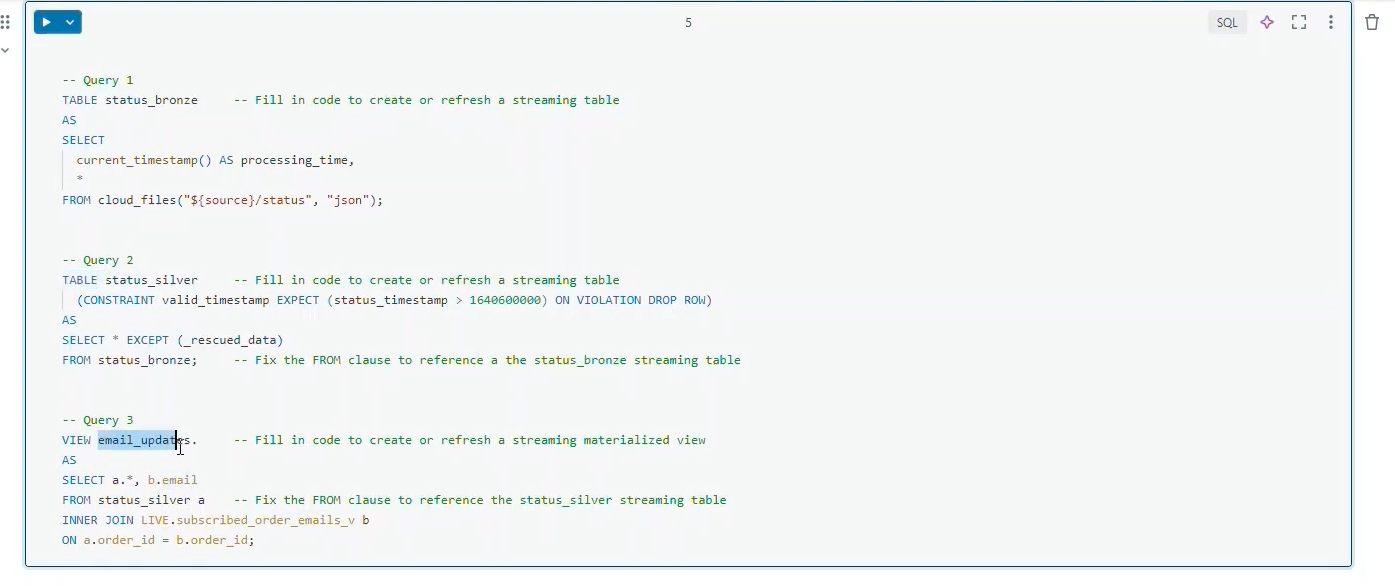 5
SQL
-- Query 1
TABLE status_bronze     -- Fill in code to create or refresh a streaming table
AS
SELECT
  current_timestamp() AS processing_time,
  *
FROM cloud_files("${source}/status", "json");
-- Query 2
TABLE status_silver     -- Fill in code to create or refresh a streaming table
  (CONSTRAINT valid_timestamp EXPECT (status_timestamp > 1640600000) ON VIOLATION DROP ROW)
AS
SELECT * EXCEPT (_rescued_data)
FROM status_bronze;     -- Fix the FROM clause to reference a the status_bronze streaming table
-- Query 3
VIEW email_updates.     -- Fill in code to create or refresh a streaming materialized view
AS
SELECT a.*, b.email
FROM status_silver a    -- Fix the FROM clause to reference the status_silver streaming table
INNER JOIN LIVE.subscribed_order_emails_v b
ON a.order_id = b.order_id;